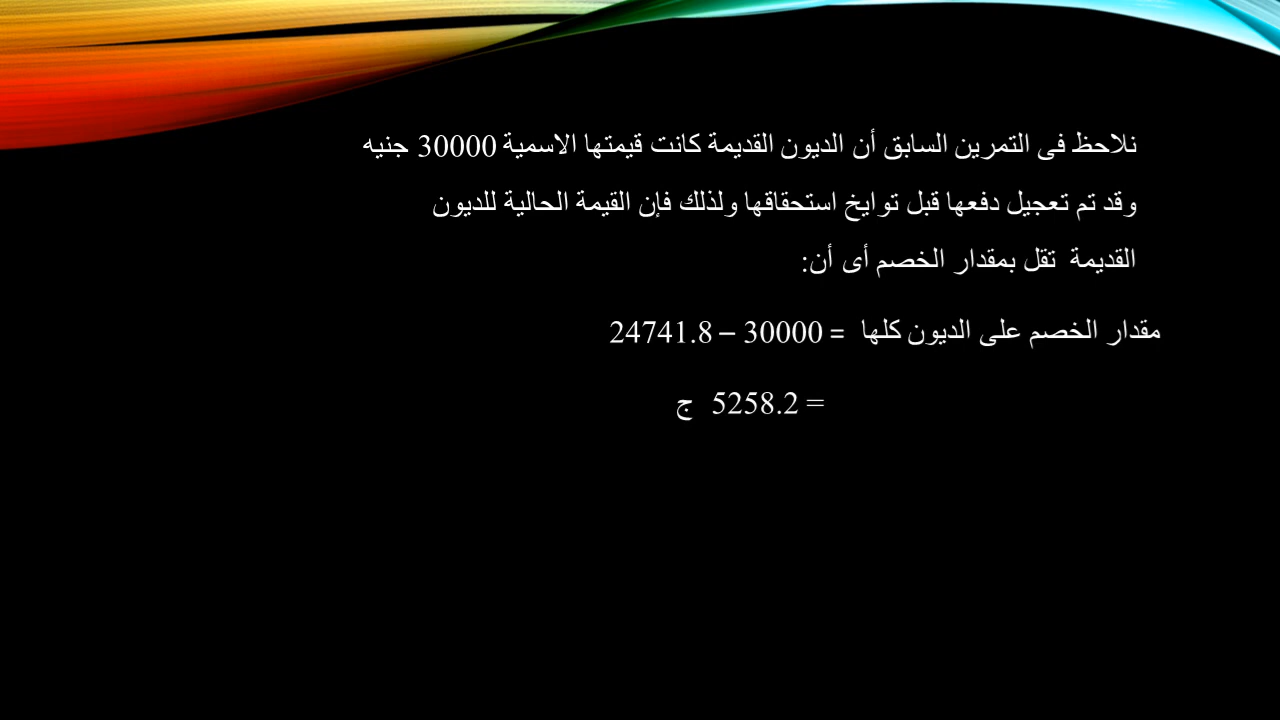 نلاحظ فى التمرين السابق أن الديون القديمة كانت قيمتها الاسمية 30000 جنيه
وقد تم تعجيل دفعها قبل توايخ استحقاقها ولذلك فإن القيمة الحالية للديون
القديمة تقل بمقدار الخصم أى أن:
مقدار الخصم على الديون كلها = 30000 – 24741.8
= 5258.2 ج